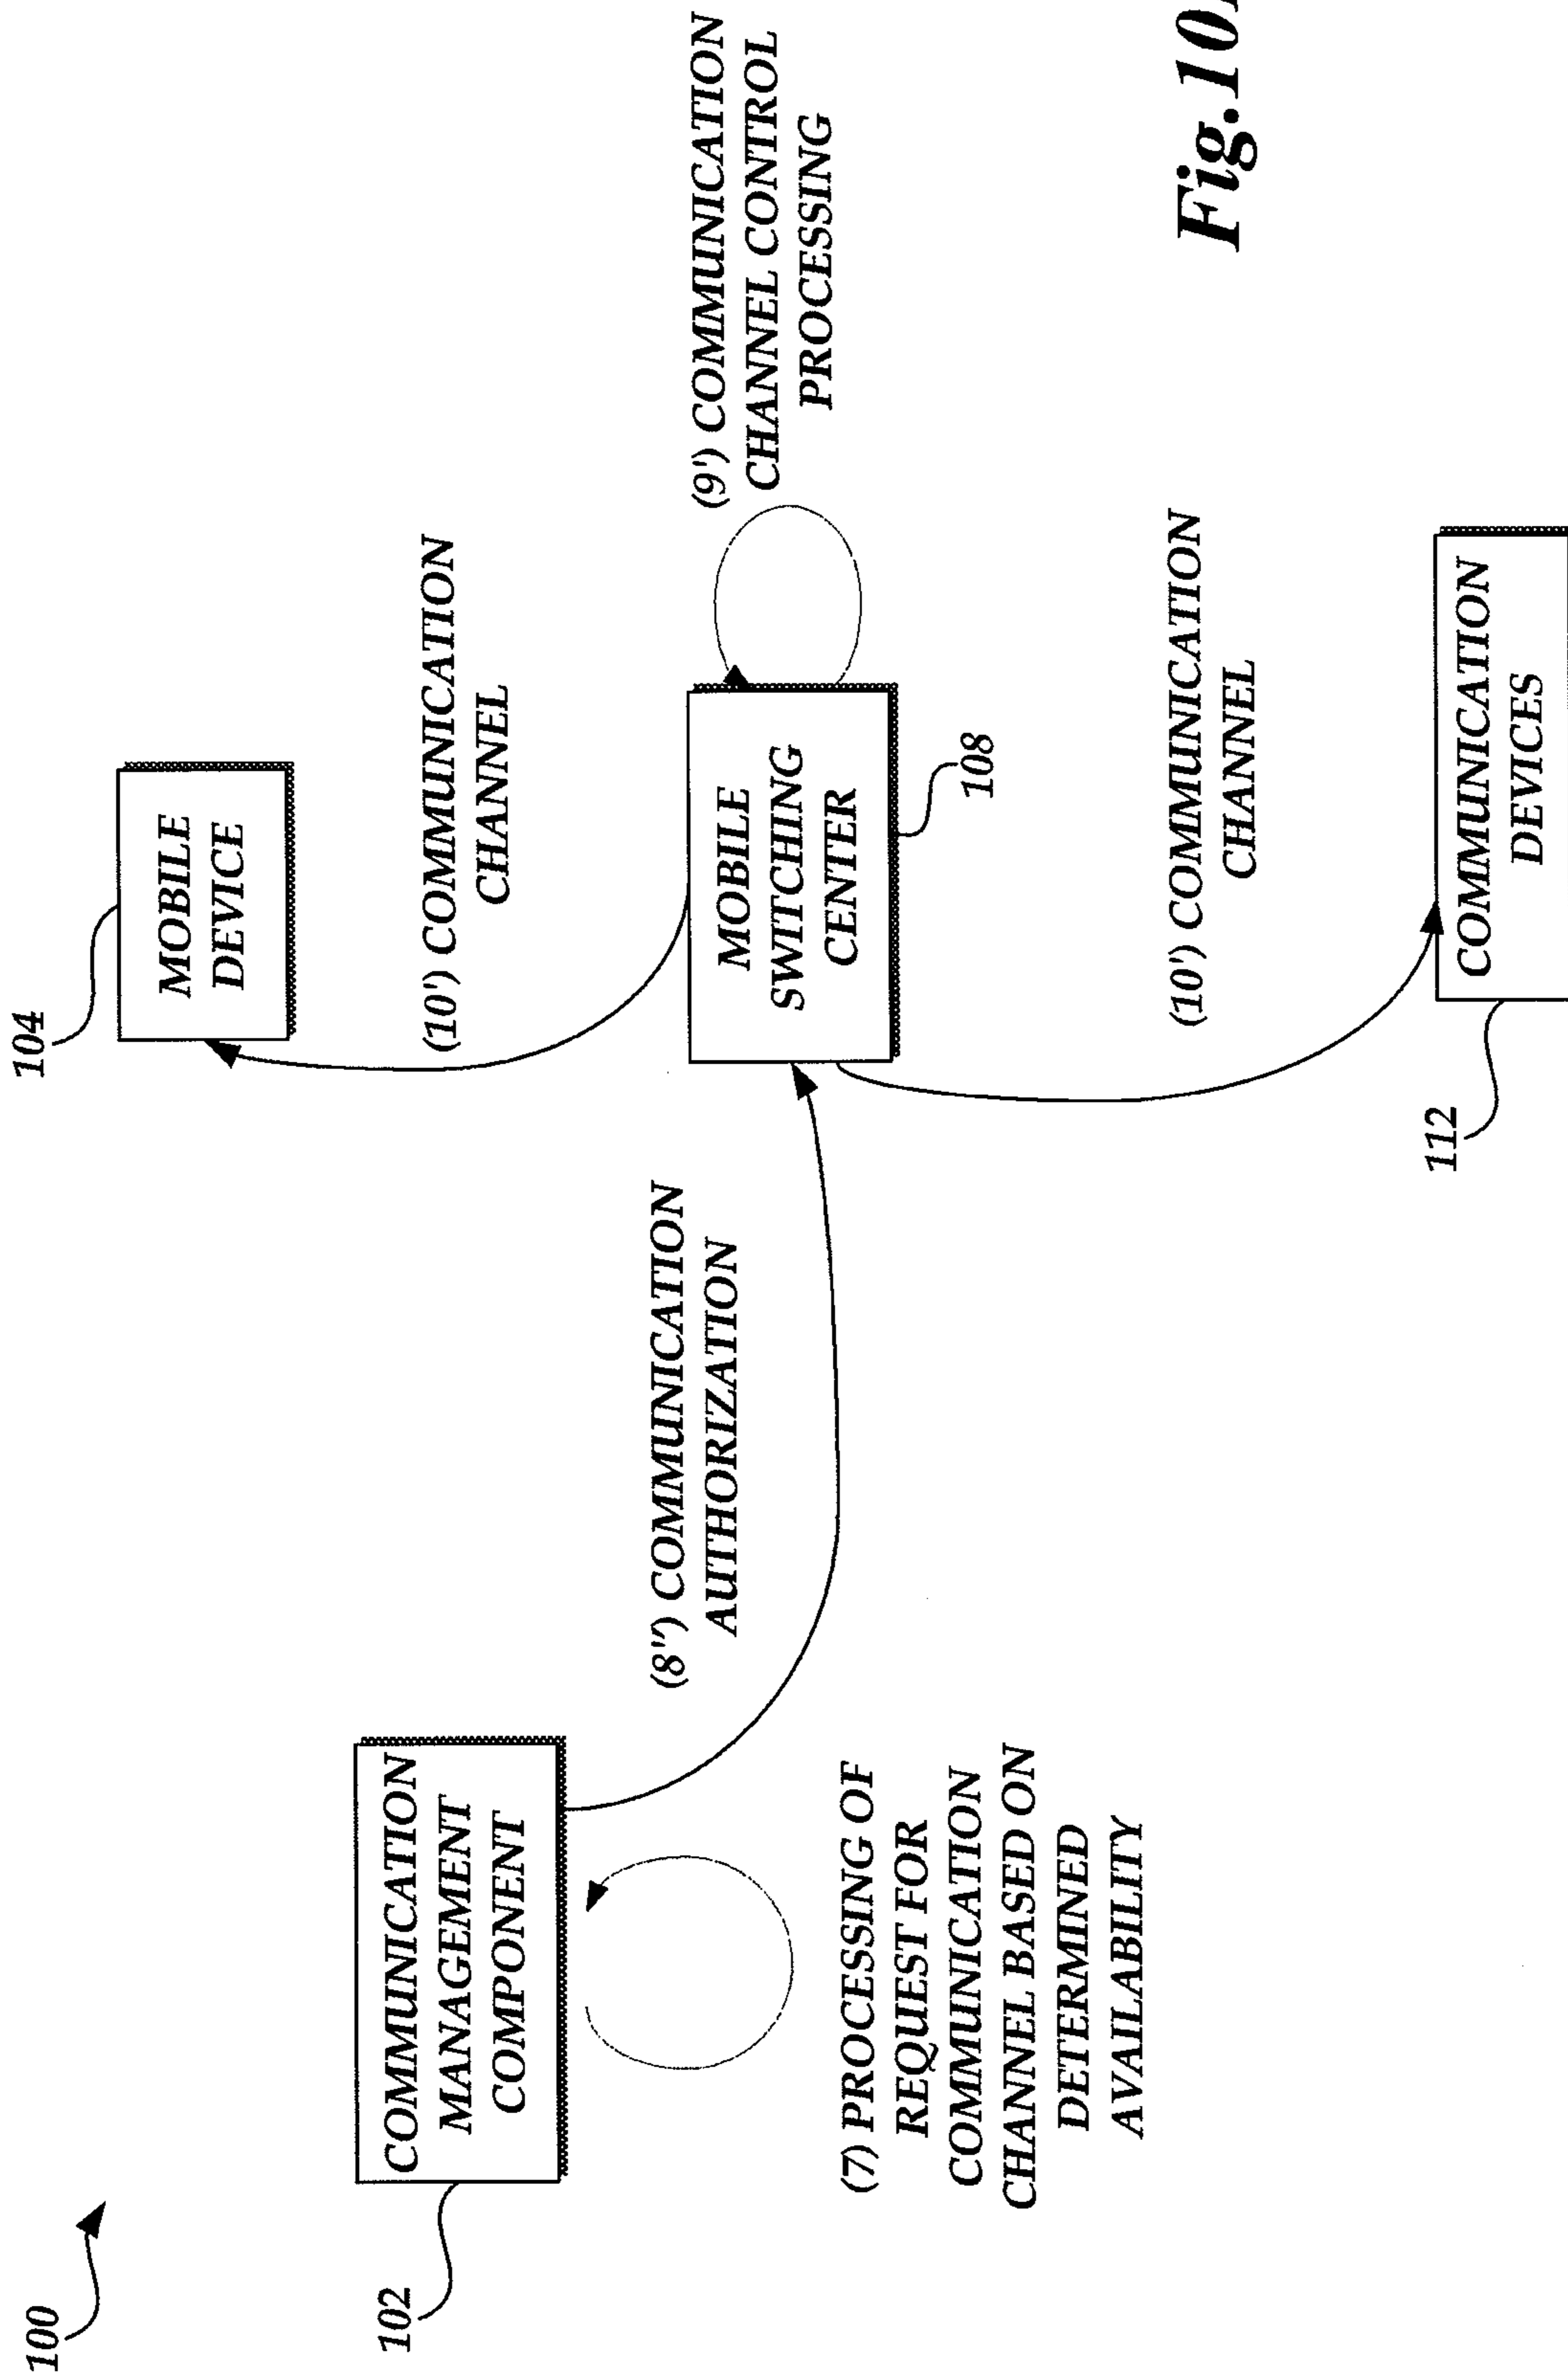 100
104
MOBILE
DEVICE
102
COMMUNICATION
MANAGEMENT
COMPONENT
(10') COMMUNICATION
CHANNEL
(8") COMMUNICATION
AUTHORIZATION
MOBILE
SWITCHING
CENTER
(9') COMMUNICATION
CHANNEL CONTROL
PROCESSING
108
(7) PROCESSING OF
REQUEST FOR
COMMUNICATION
CHANNEL BASED ON
DETERMINED
AVAILABILITY
(10') COMMUNICATION
CHANNEL
112
COMMUNICATION
DEVICES